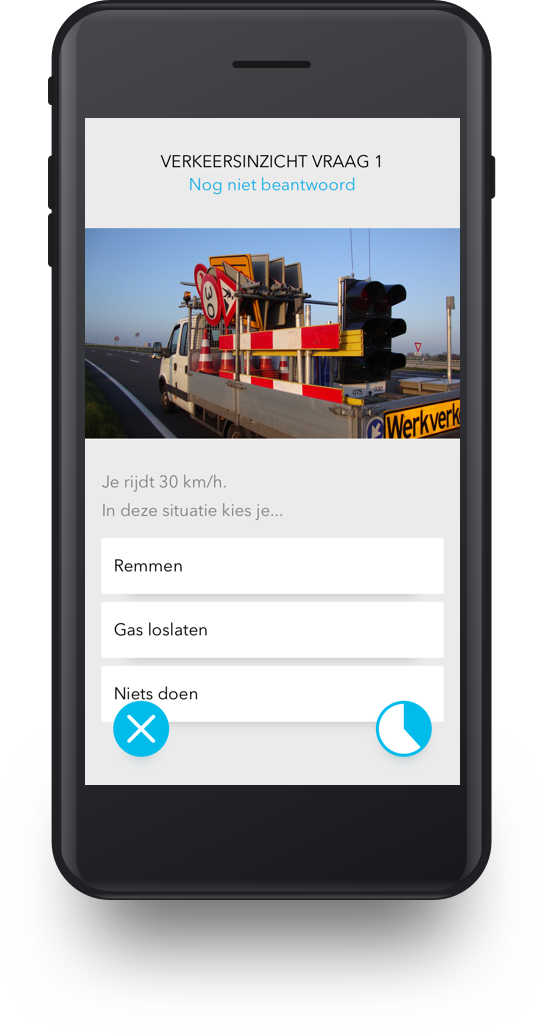 VERKEERSINZICHT VRAAG 1
Nog niet beantwoord
Werkverk
Je rijdt 30 km/h.
In deze situatie kies je...
Remmen
Gas loslaten
Niets doen